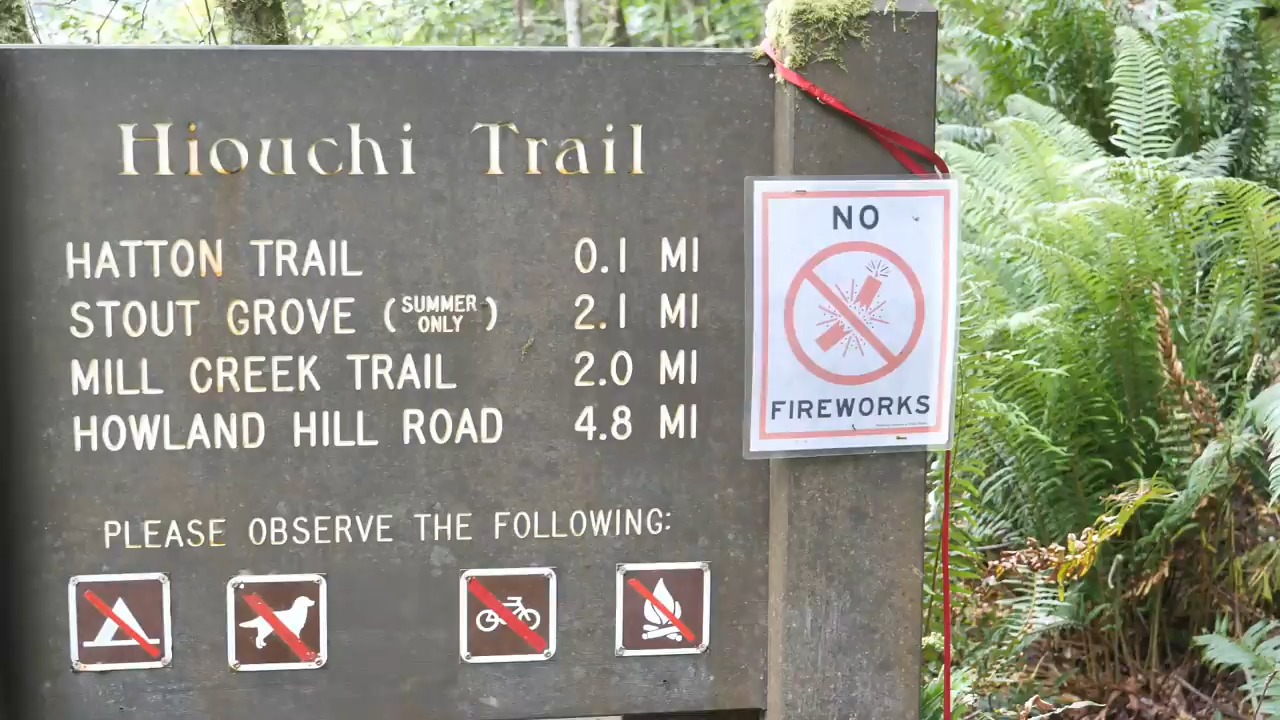 Hiouchi Trail
HATTON TRAIL 0.1 MI
STOUT GROVE (SUMMER ONLY) 2.1 MI
MILL CREEK TRAIL 2.0 MI
HOWLAND HILL ROAD 4.8 MI
PLEASE OBSERVE THE FOLLOWING:
NO
FIREWORKS